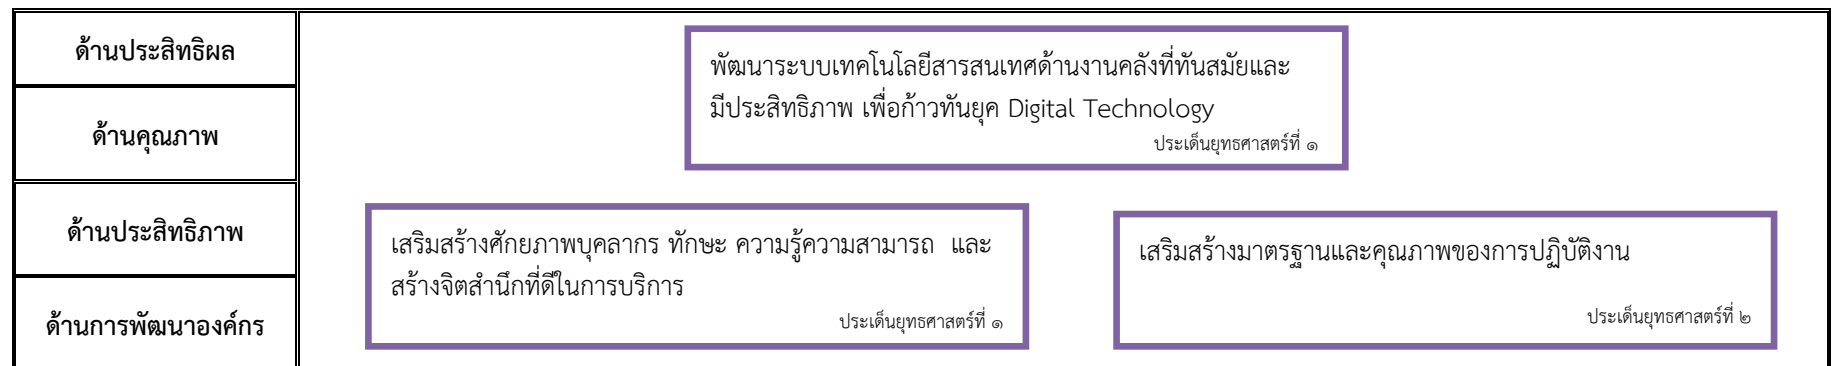 ด้านประสิทธิผล
ด้านคุณภาพ
ด้านประสิทธิภาพ
ด้านการพัฒนาองค์กร
พัฒนาระบบเทคโนโลยีสารสนเทศด้านงานคลังที่ทันสมัยและ
มีประสิทธิภาพ เพื่อก้าวทันยุค Digital Technology
ประเด็นยุทธศาสตร์ที่ ๑
เสริมสร้างศักยภาพบุคลากร ทักษะ ความรู้ความสามารถ และ
สร้างจิตสำนึกที่ดีในการบริการ
ประเด็นยุทธศาสตร์ที่ ๑
เสริมสร้างมาตรฐานและคุณภาพของการปฏิบัติงาน
ประเด็นยุทธศาสตร์ที่ ๒